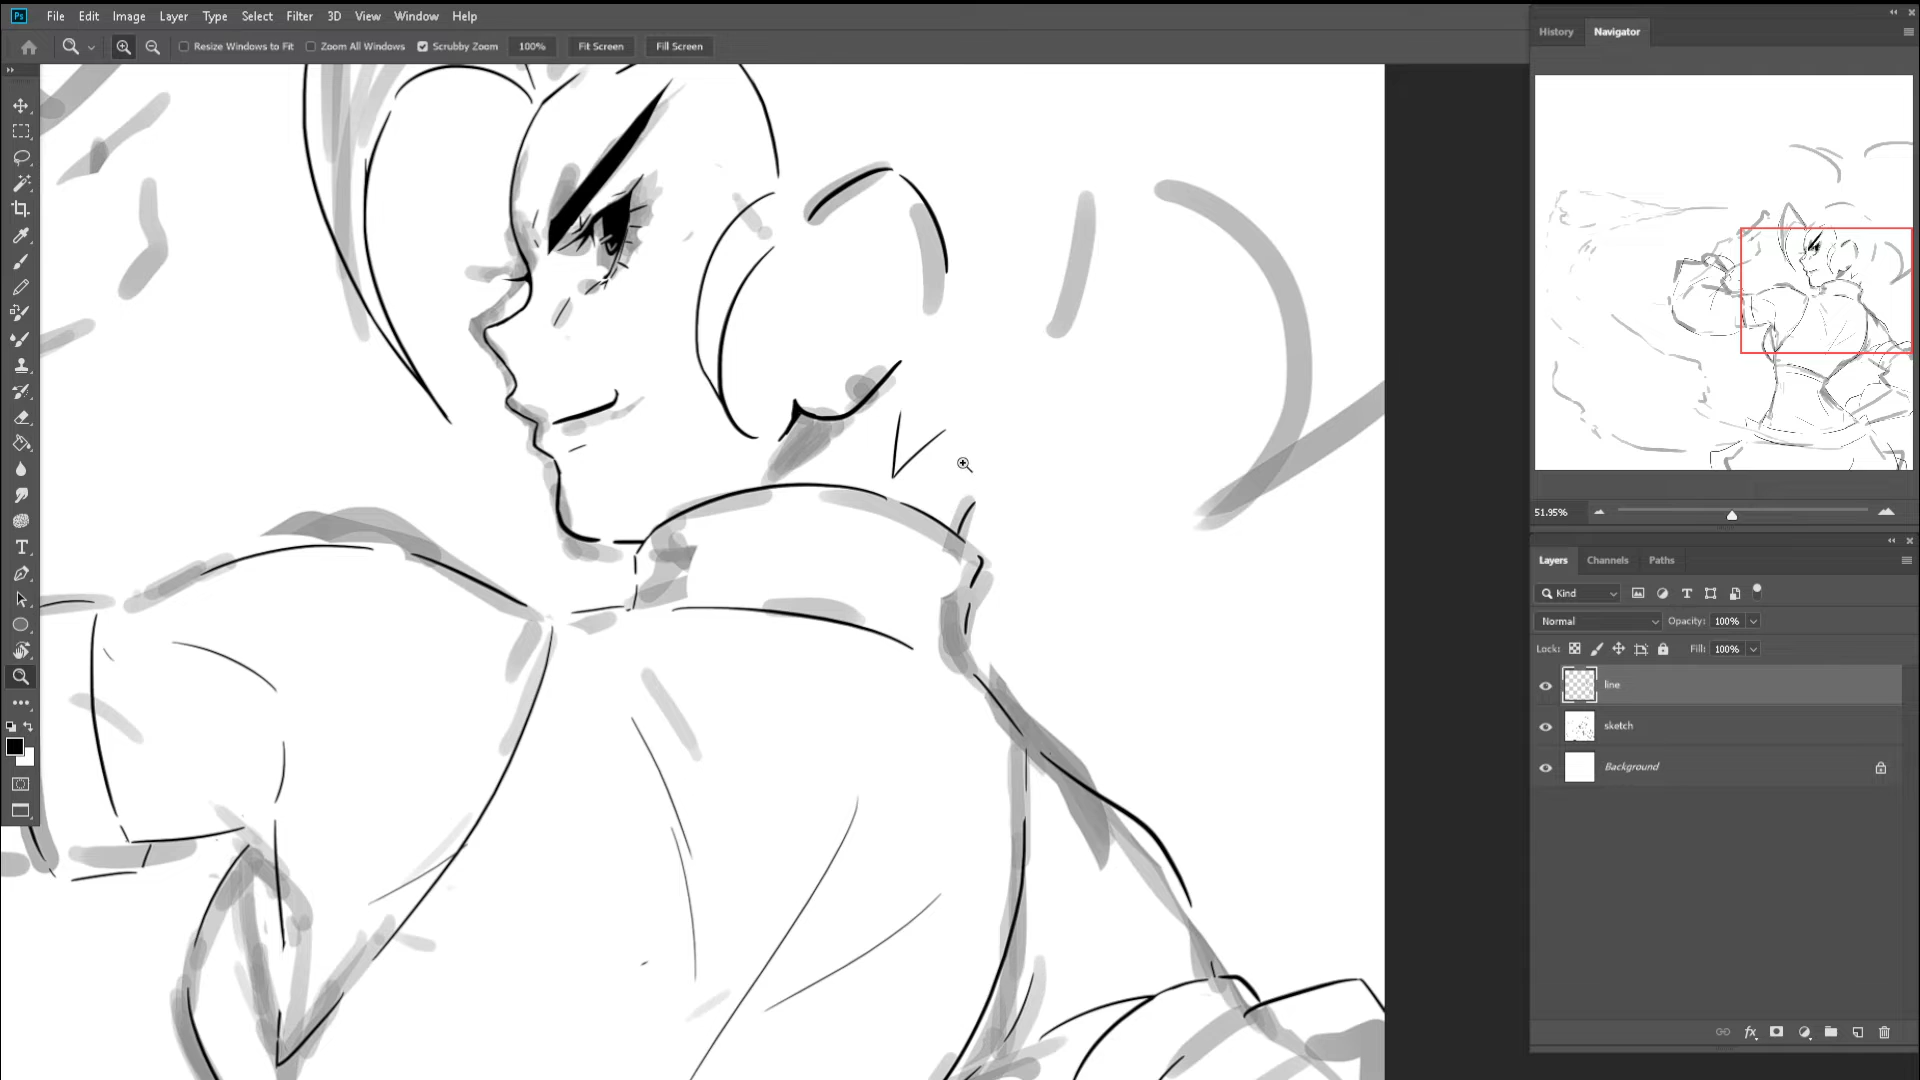 Ps File Edit Image Layer Type Select Filter 3D View Window Help
Resize Windows to Fit Zoom All Windows Scrubby Zoom 100% Fit Screen Fill Screen
History Navigator
51.95%
Layers Channels Paths
Kind
Normal Opacity: 100%
Lock: Fill: 100%
line
sketch
Background
fx